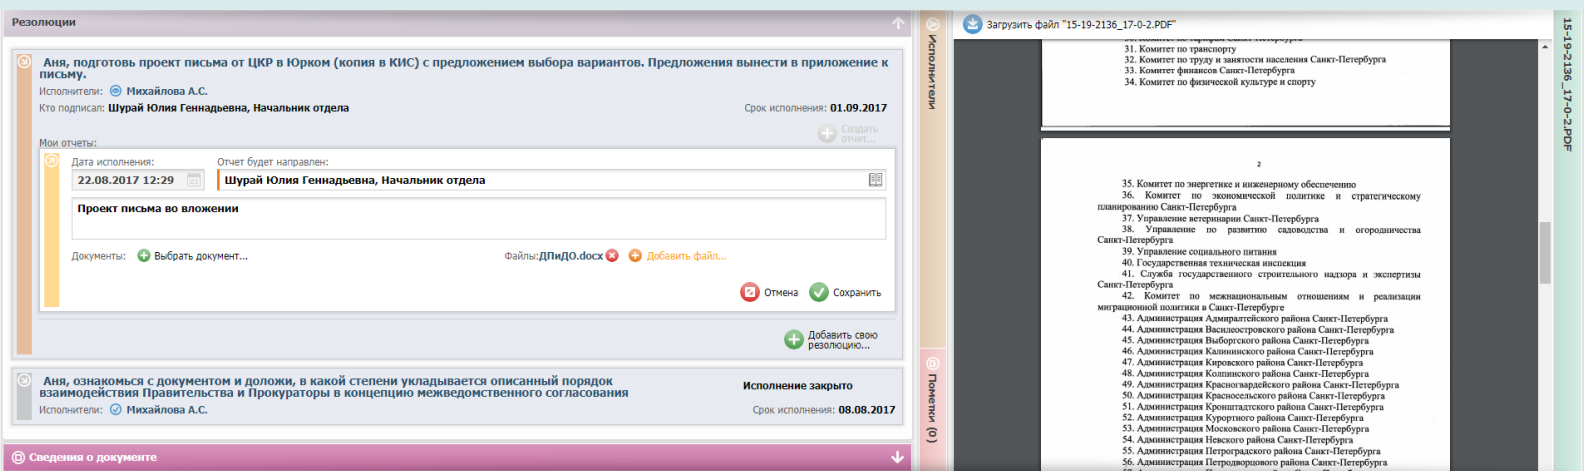 Резолюции
Аня, подготовь проект письма от ЦКР в Юрком (копия в КИС) с предложением выбора вариантов. Предложения вынести в приложение к
письму.
Исполнители: Михайлова А.С.
Кто подписал: Шурай Юлия Геннадьевна, Начальник отдела
Срок исполнения: 01.09.2017
Создать
отчет...
Мои отчеты:
Дата исполнения:
Отчет будет направлен:
22.08.2017 12:29
Шурай Юлия Геннадьевна, Начальник отдела
Проект письма во вложении
Документы: Выбрать документ...
Файлы:ДПиДО.docx Добавить файл...
Отмена Сохранить
Добавить свою
резолюцию...
Аня, ознакомься с документом и доложи, в какой степени укладывается описанный порядок
взаимодействия Правительства и Прокураторы в концепцию межведомственного согласования
Исполнители: Михайлова А.С.
Исполнение закрыто
Срок исполнения: 08.08.2017
Сведения о документе
Исполнители
Пометки (0)
Загрузить файл "15-19-2136_17-0-2.PDF"
31. Комитет по транспорту
32. Комитет по труду и занятости населения Санкт-Петербурга
33. Комитет финансов Санкт-Петербурга
34. Комитет по физической культуре и спорту
2
35. Комитет по энергетике и инженерному обеспечению
36. Комитет по экономической политике и стратегическому
планированию Санкт-Петербурга
37. Управление ветеринарии Санкт-Петербурга
38. Управление по развитию садоводства и огородничества
Санкт-Петербурга
39. Управление социального питания
40. Государственная техническая инспекция
41. Служба государственного строительного надзора и экспертизы
Санкт-Петербурга
42. Комитет по межнациональным отношениям и реализации
миграционной политики в Санкт-Петербурге
43. Администрация Адмиралтейского района Санкт-Петербурга
44. Администрация Василеостровского района Санкт-Петербурга
45. Администрация Выборгского района Санкт-Петербурга
46. Администрация Калининского района Санкт-Петербурга
47. Администрация Кировского района Санкт-Петербурга
48. Администрация Колпинского района Санкт-Петербурга
49. Администрация Красногвардейского района Санкт-Петербурга
50. Администрация Красносельского района Санкт-Петербурга
51. Администрация Кронштадтского района Санкт-Петербурга
52. Администрация Курортного района Санкт-Петербурга
53. Администрация Московского района Санкт-Петербурга
54. Администрация Невского района Санкт-Петербурга
55. Администрация Петроградского района Санкт-Петербурга
56. Администрация Петродворцового района Санкт-Петербурга
15-19-2136_17-0-2.PDF